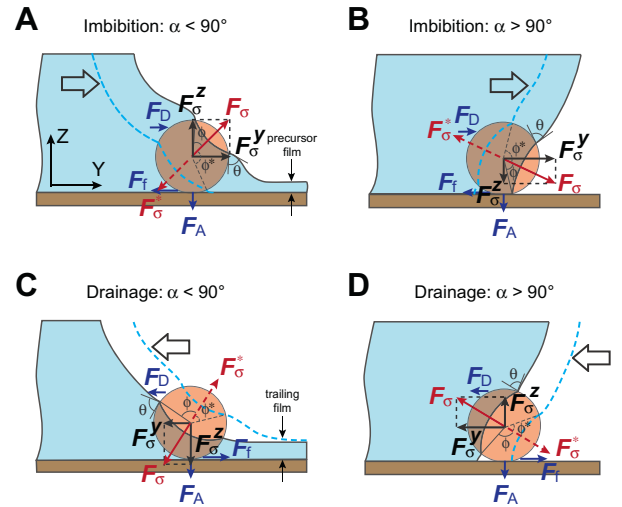 A
Imbibition: α < 90°
B
Imbibition: α > 90°
F_σ^z
F_D
F_σ
ϕ
F_σ^y
precursor
film
ϕ*
θ
Z
Y
F_f
F_σ^*
F_A
F_σ^*
F_D
θ
ϕ*
F_σ^y
ϕ
F_f
F_σ^z
F_σ
F_A
C
Drainage: α < 90°
D
Drainage: α > 90°
F_D
F_σ^*
θ
ϕ
ϕ*
trailing
film
F_σ^y
F_σ^z
F_f
F_σ
F_A
F_D
θ
F_σ
F_σ^z
F_σ^y
ϕ*
ϕ
F_σ^*
F_f
F_A